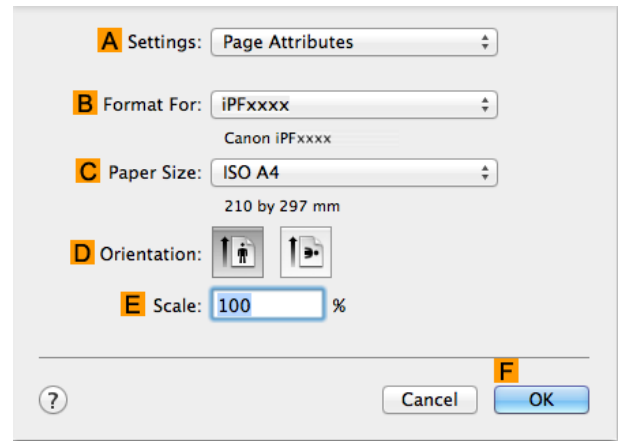 A Settings: Page Attributes
B Format For: iPFxxxx
Canon iPFxxxx
C Paper Size: ISO A4
210 by 297 mm
D Orientation:
E Scale: 100 %
F
? Cancel OK